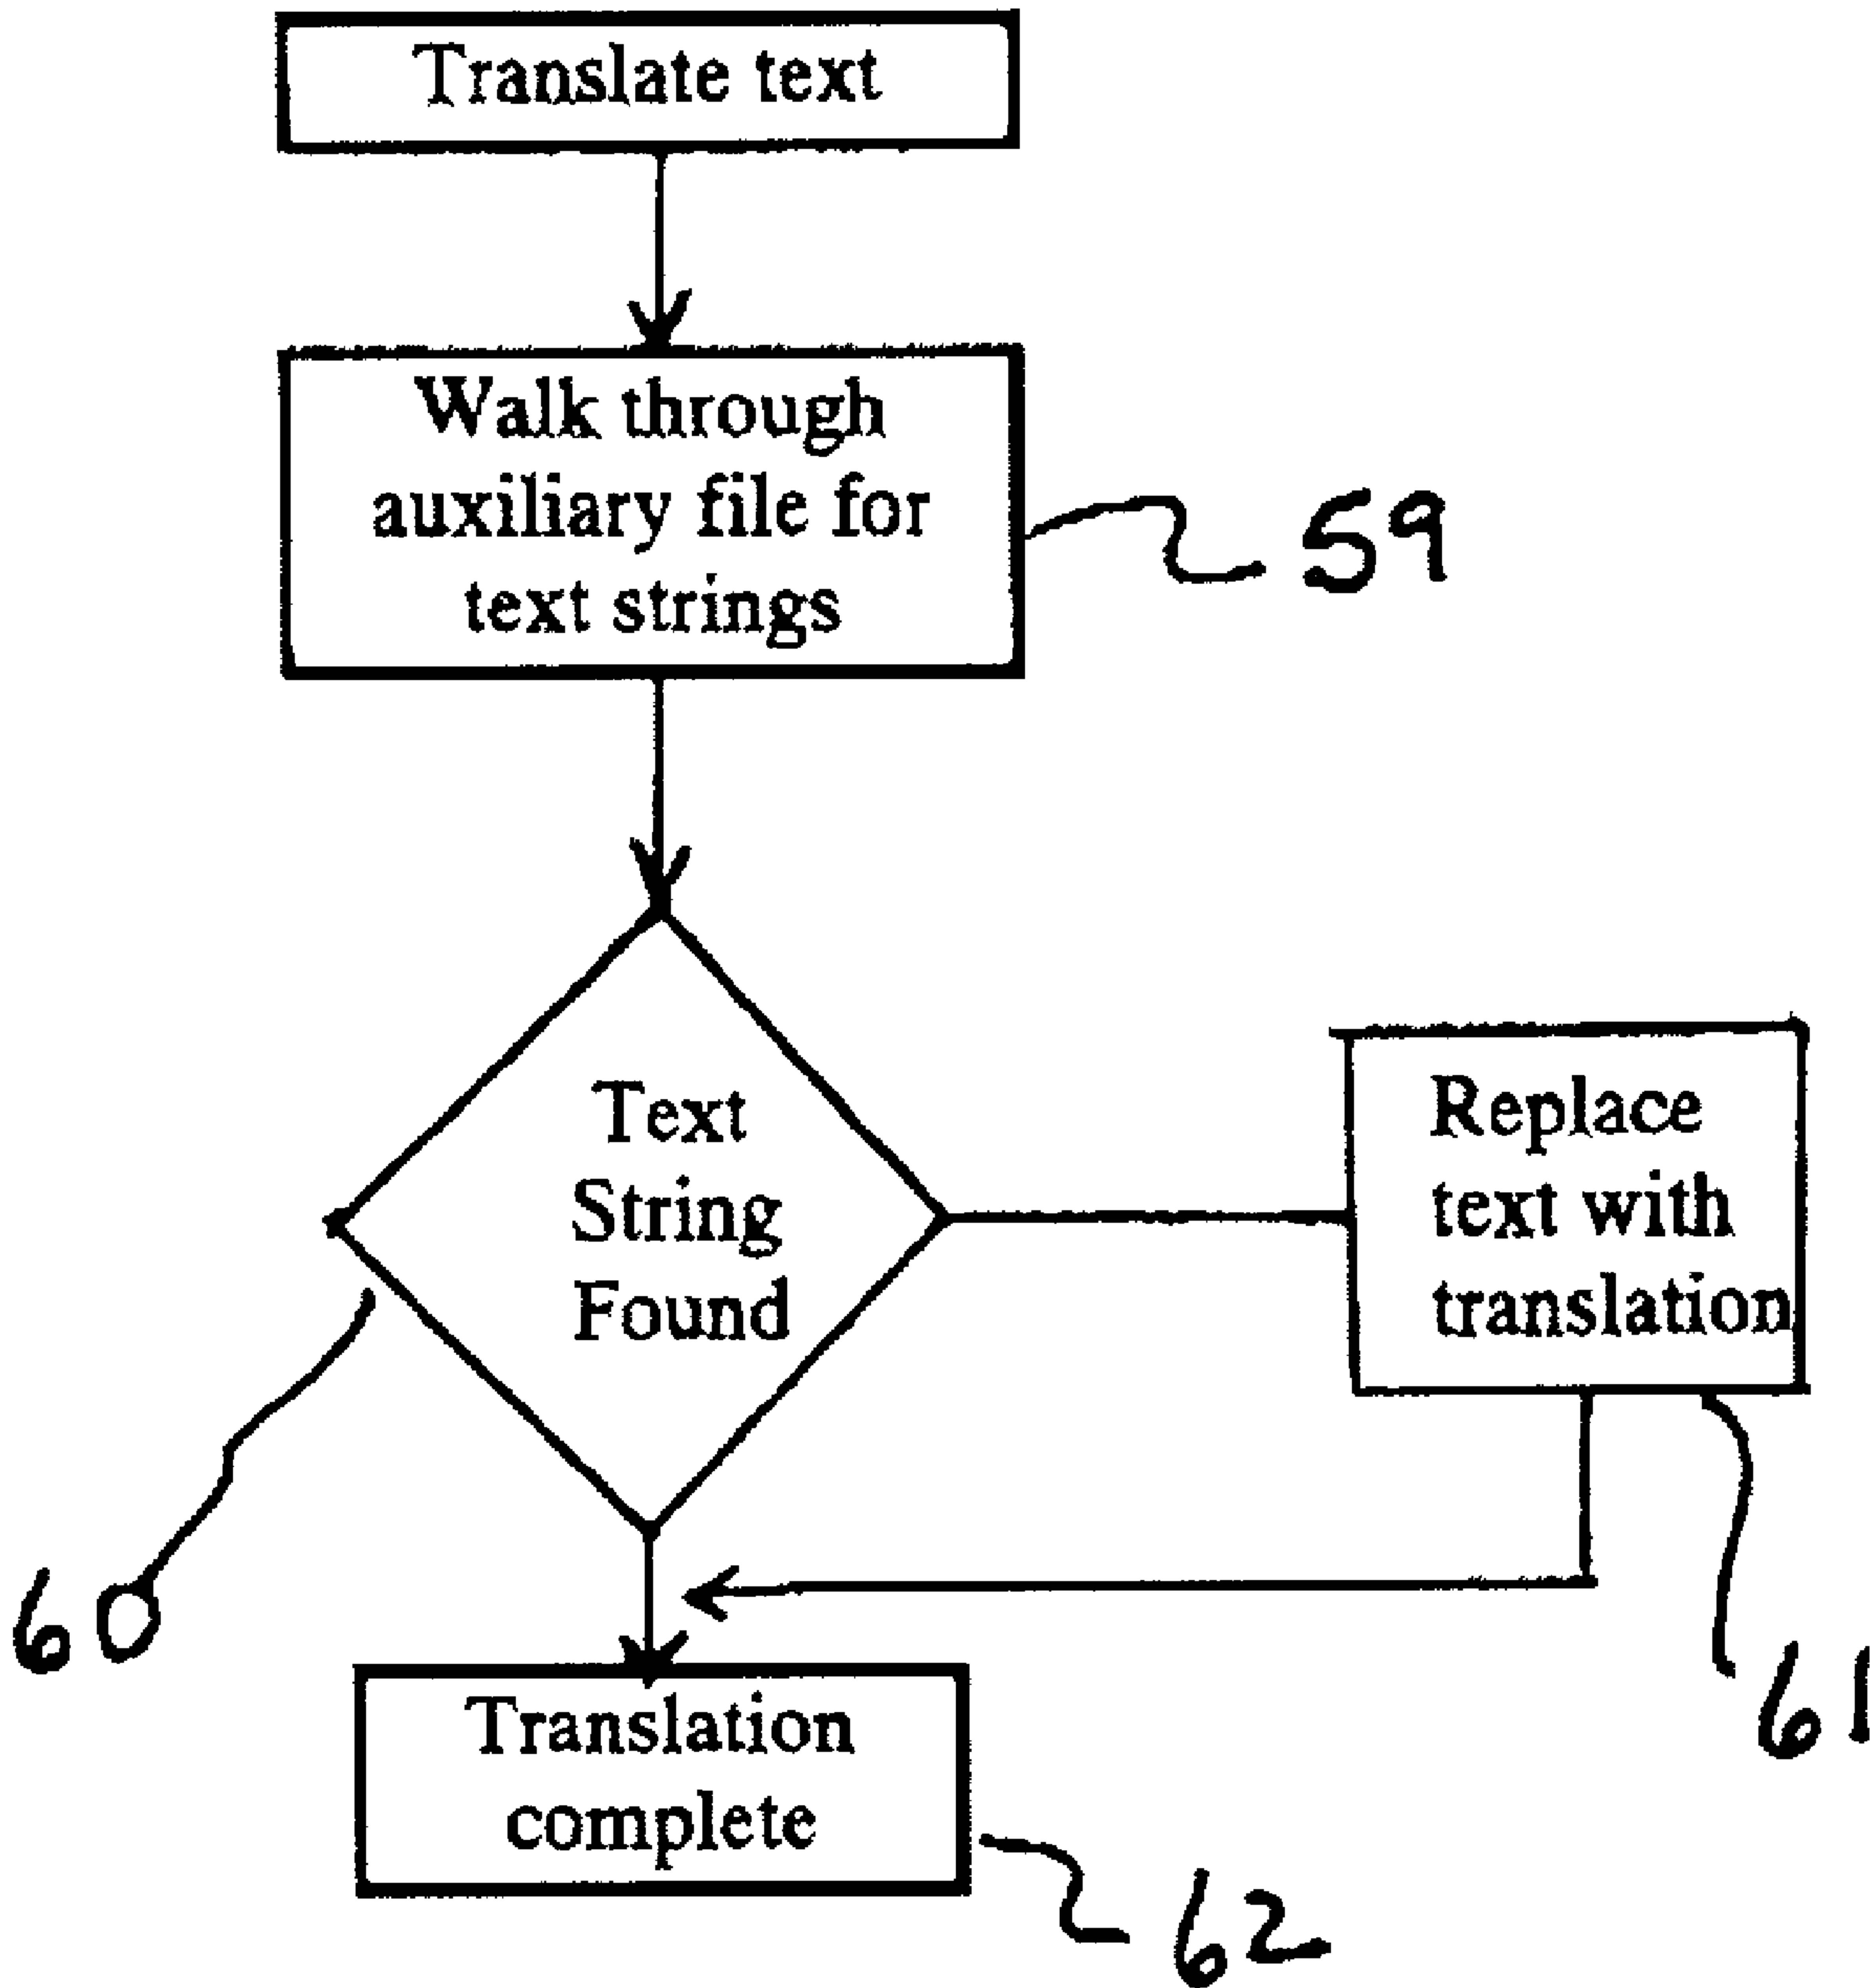 Translate text
Walk through
auxiliary file for
text strings
59
Text
String
Found
Replace
text with
translation
60
61
Translation
complete
62